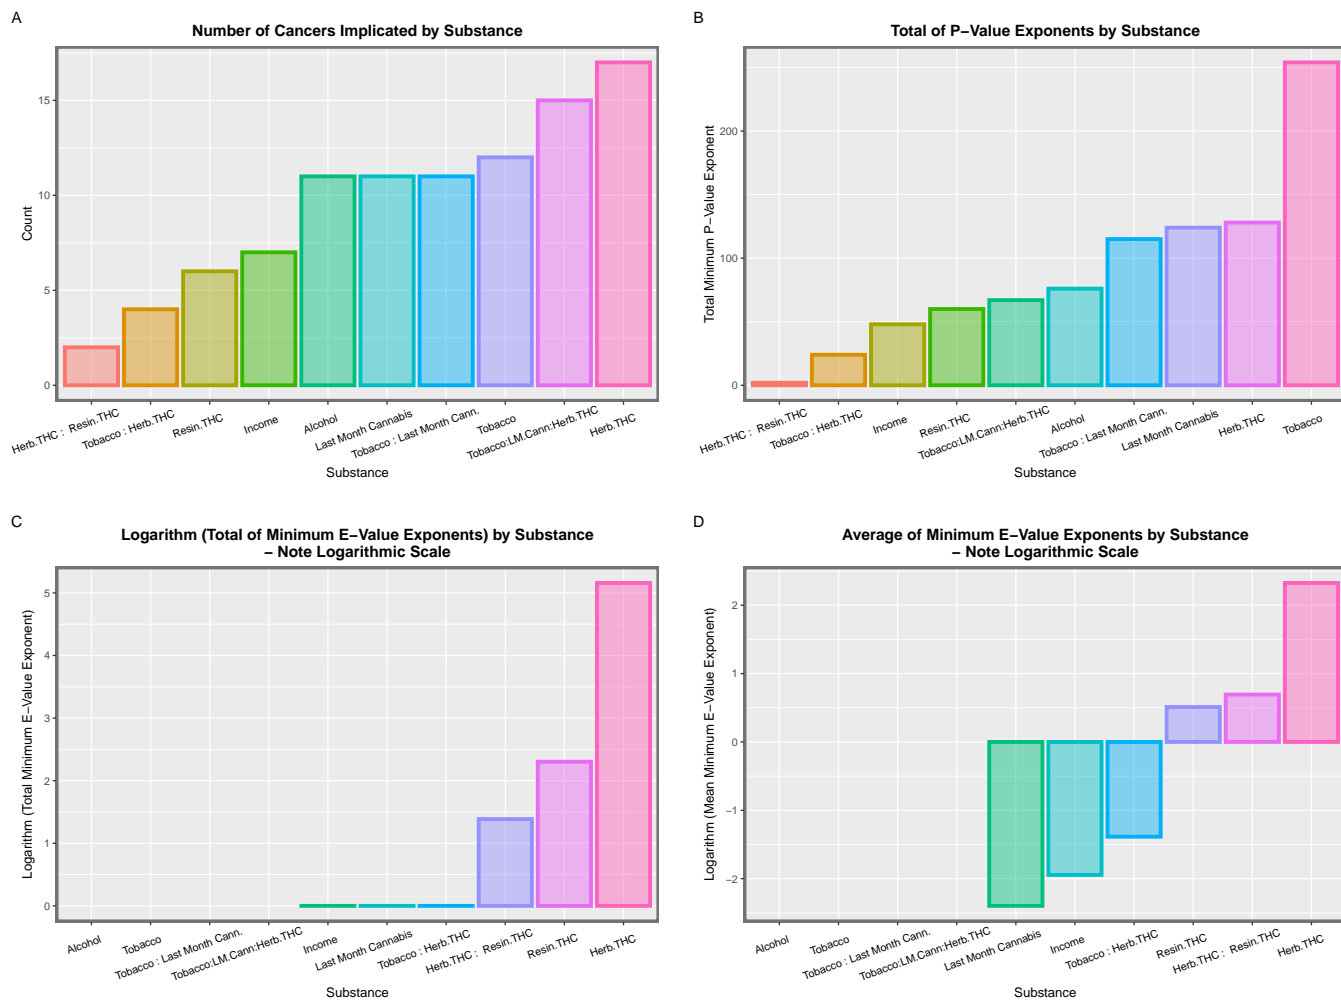 A
Number of Cancers Implicated by Substance
Count
15
10
5
0
Herb.THC : Resin.THC
Tobacco : Herb.THC
Resin.THC
Income
Alcohol
Last Month Cannabis
Tobacco : Last Month Cann.
Tobacco
Tobacco:LM.Cann:Herb.THC
Herb.THC
Substance
B
Total of P−Value Exponents by Substance
Total Minimum P−Value Exponent
200
100
0
Herb.THC : Resin.THC
Tobacco : Herb.THC
Income
Resin.THC
Tobacco:LM.Cann:Herb.THC
Alcohol
Tobacco : Last Month Cann.
Last Month Cannabis
Herb.THC
Tobacco
Substance
C
Logarithm (Total of Minimum E−Value Exponents) by Substance
− Note Logarithmic Scale
Logarithm (Total Minimum E−Value Exponent)
5
4
3
2
1
0
Alcohol
Tobacco
Tobacco : Last Month Cann.
Tobacco:LM.Cann:Herb.THC
Income
Last Month Cannabis
Tobacco : Herb.THC
Herb.THC : Resin.THC
Resin.THC
Herb.THC
Substance
D
Average of Minimum E−Value Exponents by Substance
− Note Logarithmic Scale
Logarithm (Mean Minimum E−Value Exponent)
2
1
0
−1
−2
Alcohol
Tobacco
Tobacco : Last Month Cann.
Tobacco:LM.Cann:Herb.THC
Last Month Cannabis
Income
Tobacco : Herb.THC
Resin.THC
Herb.THC : Resin.THC
Herb.THC
Substance